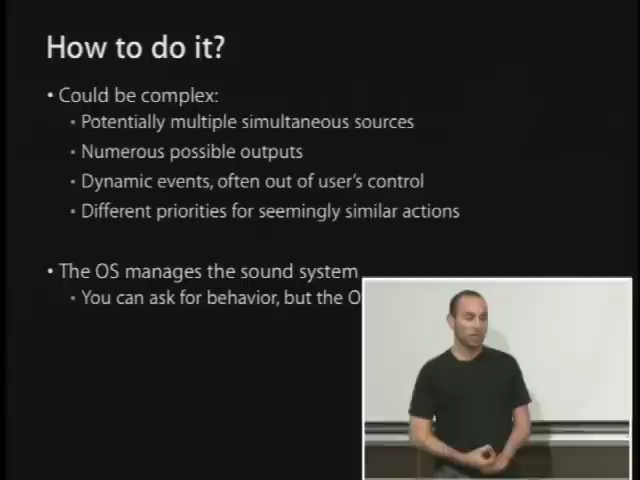 How to do it?
• Could be complex:
▪ Potentially multiple simultaneous sources
▪ Numerous possible outputs
▪ Dynamic events, often out of user's control
▪ Different priorities for seemingly similar actions
• The OS manages the sound system
▪ You can ask for behavior, but the